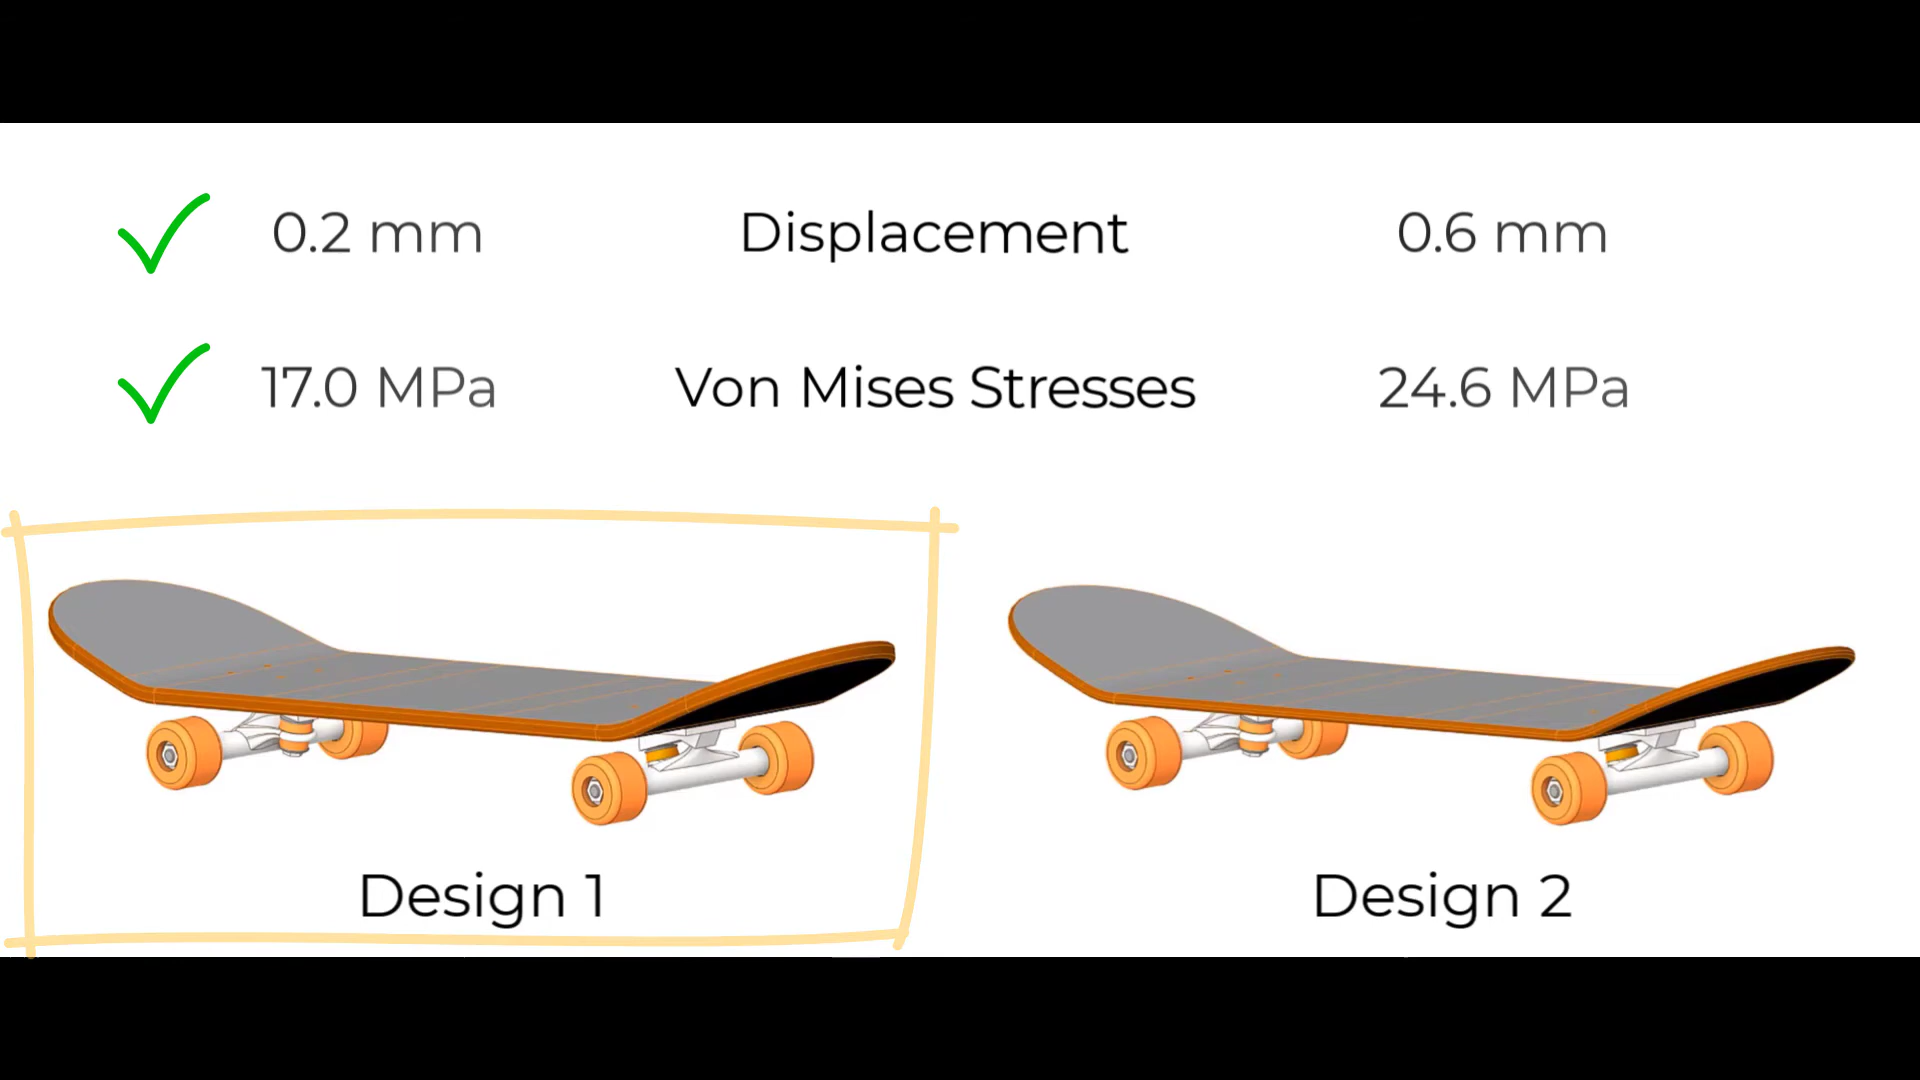 0.2 mm Displacement 0.6 mm
17.0 MPa Von Mises Stresses 24.6 MPa
Design 1 Design 2